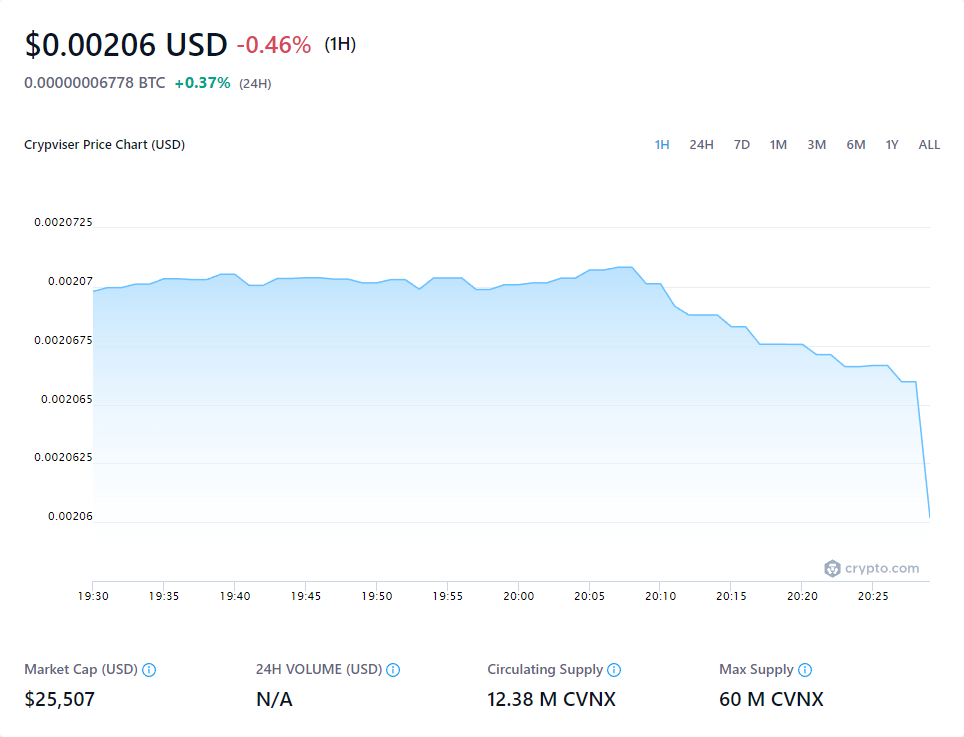 $0.00206 USD -0.46% (1H)
0.00000006778 BTC +0.37% (24H)
Crypviser Price Chart (USD) 1H 24H 7D 1M 3M 6M 1Y ALL
0.0020725
0.00207
0.0020675
0.002065
0.0020625
0.00206
crypto.com
19:30 19:35 19:40 19:45 19:50 19:55 20:00 20:05 20:10 20:15 20:20 20:25
Market Cap (USD) 24H VOLUME (USD) Circulating Supply Max Supply
$25,507 N/A 12.38 M CVNX 60 M CVNX